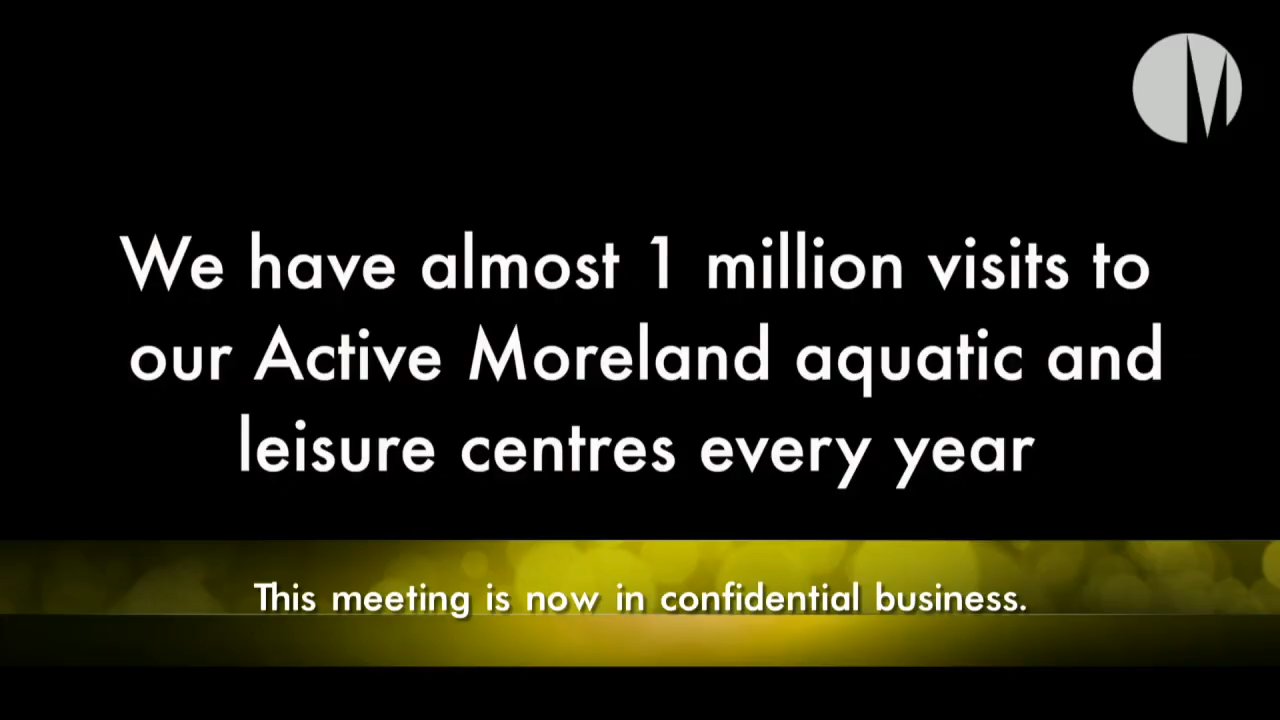 We have almost 1 million visits to
our Active Moreland aquatic and
leisure centres every year
This meeting is now in confidential business.